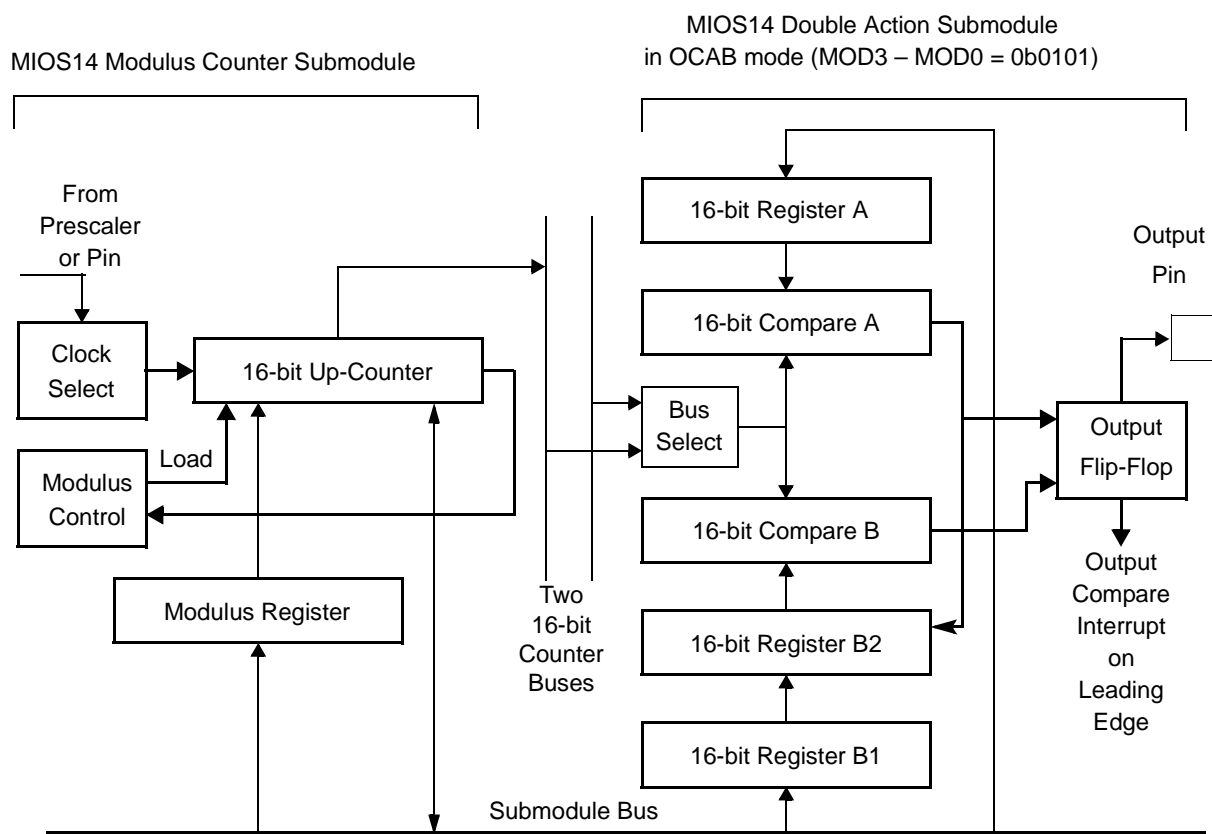 MIOS14 Double Action Submodule
in OCAB mode (MOD3 – MOD0 = 0b0101)
MIOS14 Modulus Counter Submodule
From
Prescaler
or Pin
Clock
Select
16-bit Up-Counter
Load
Modulus
Control
Modulus Register
Two
16-bit
Counter
Buses
Bus
Select
16-bit Register A
16-bit Compare A
16-bit Compare B
16-bit Register B2
16-bit Register B1
Output
Pin
Output
Flip-Flop
Output
Compare
Interrupt
on
Leading
Edge
Submodule Bus